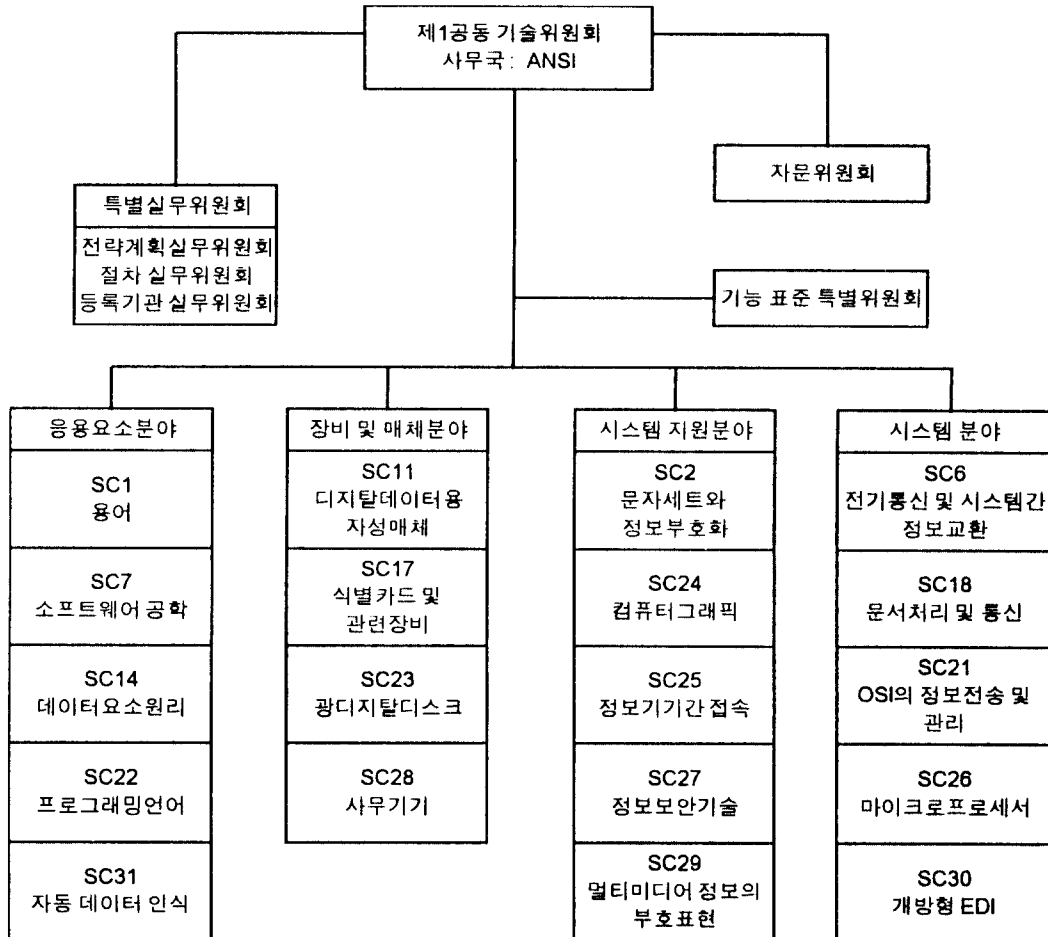 제1공동 기술위원회
사무국 : ANSI
자문위원회
특별실무위원회
전략계획실무위원회
절차 실무위원회
등록기관 실무위원회
기능 표준 특별위원회
응용요소분야
SC1
용어
SC7
소프트웨어 공학
SC14
데이터요소원리
SC22
프로그래밍언어
SC31
자동 데이터 인식
장비 및 매체분야
SC11
디지탈데이터용
자성매체
SC17
식별카드 및
관련장비
SC23
광디지탈디스크
SC28
사무기기
시스템 지원분야
SC2
문자세트와
정보부호화
SC24
컴퓨터그래픽
SC25
정보기기간 접속
SC27
정보보안기술
SC29
멀티미디어 정보의
부호표현
시스템 분야
SC6
전기통신 및 시스템간
정보교환
SC18
문서처리 및 통신
SC21
OSI의 정보전송 및
관리
SC26
마이크로프로세서
SC30
개방형 EDI